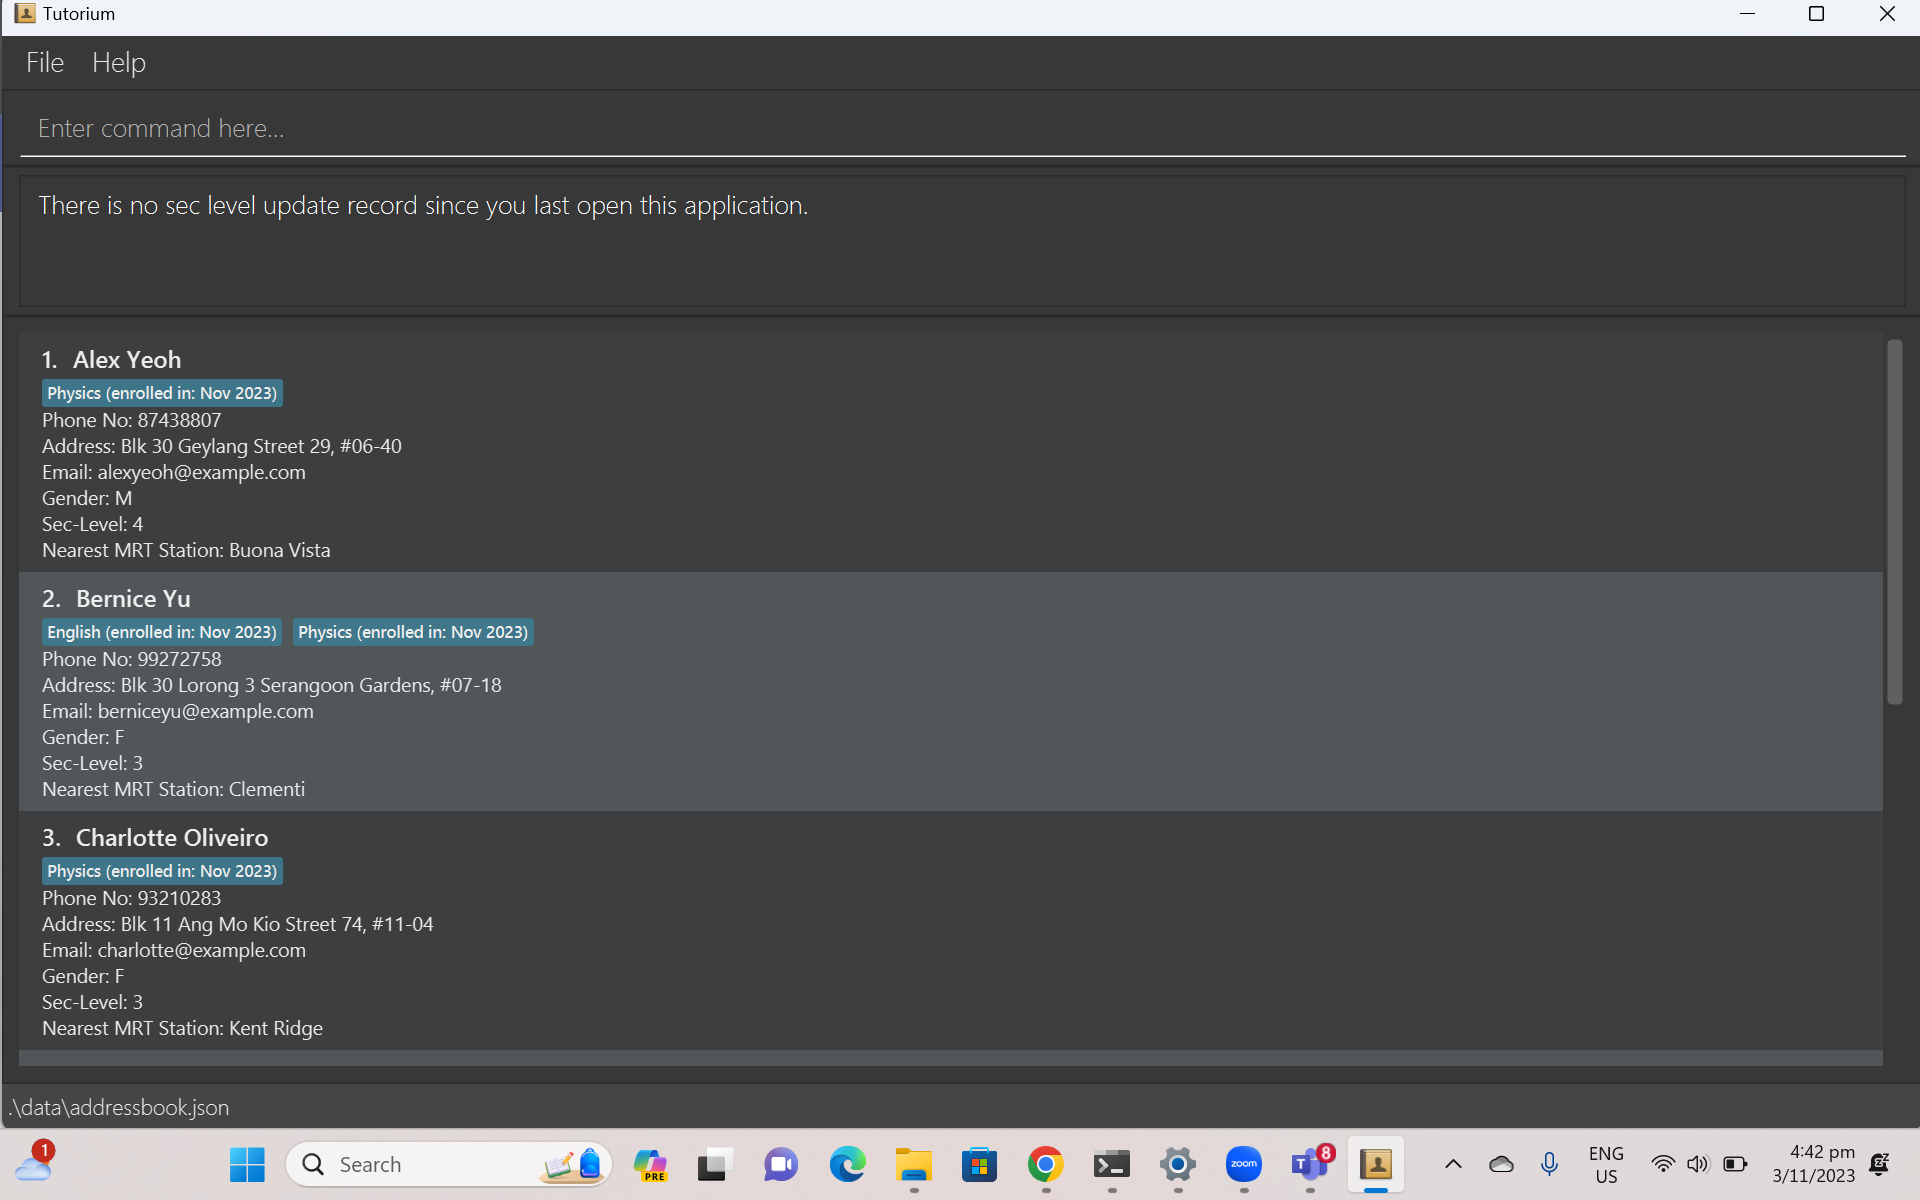 Tutorium
File Help
Enter command here...
There is no sec level update record since you last open this application.
1. Alex Yeoh
Physics (enrolled in: Nov 2023)
Phone No: 87438807
Address: Blk 30 Geylang Street 29, #06-40
Email: alexyeoh@example.com
Gender: M
Sec-Level: 4
Nearest MRT Station: Buona Vista
2. Bernice Yu
English (enrolled in: Nov 2023) Physics (enrolled in: Nov 2023)
Phone No: 99272758
Address: Blk 30 Lorong 3 Serangoon Gardens, #07-18
Email: berniceyu@example.com
Gender: F
Sec-Level: 3
Nearest MRT Station: Clementi
3. Charlotte Oliveiro
Physics (enrolled in: Nov 2023)
Phone No: 93210283
Address: Blk 11 Ang Mo Kio Street 74, #11-04
Email: charlotte@example.com
Gender: F
Sec-Level: 3
Nearest MRT Station: Kent Ridge
.\data\addressbook.json
1
Search
PRE
zoom
T
8
ENG
US
4:42 pm
3/11/2023